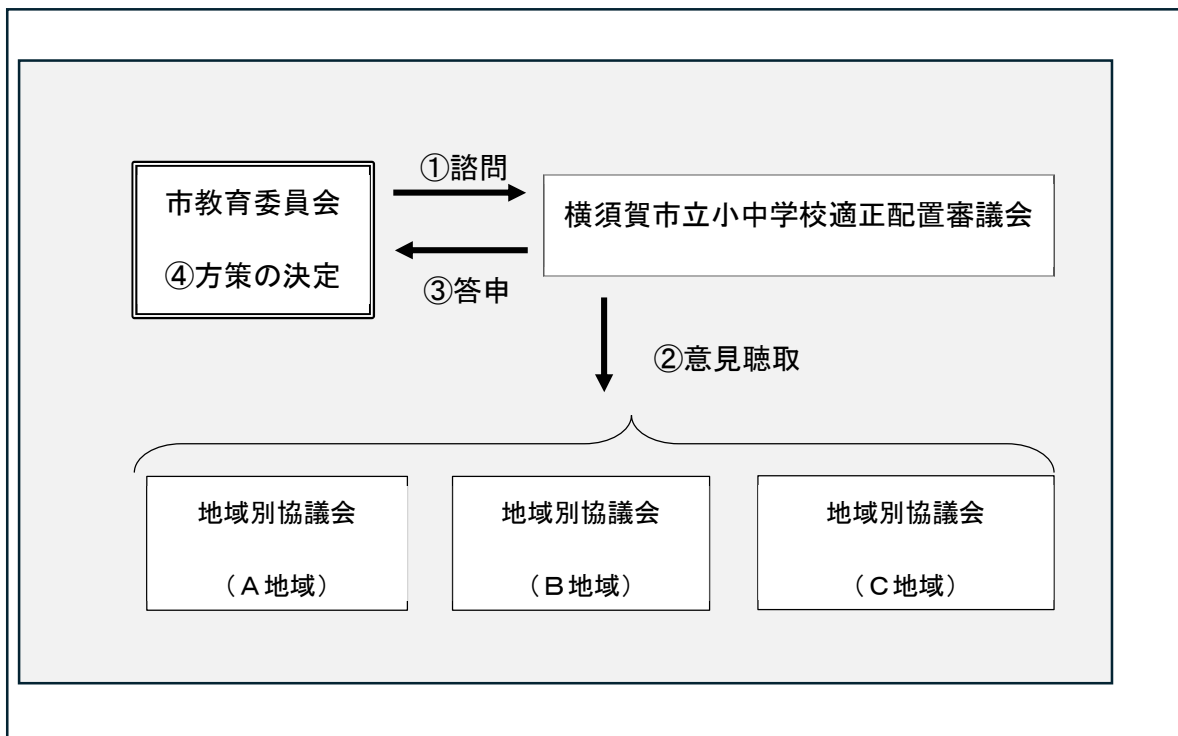 ①諮問
市教育委員会
④方策の決定
横須賀市立小中学校適正配置審議会
③答申
②意見聴取
地域別協議会
（Ａ地域）
地域別協議会
（Ｂ地域）
地域別協議会
（Ｃ地域）